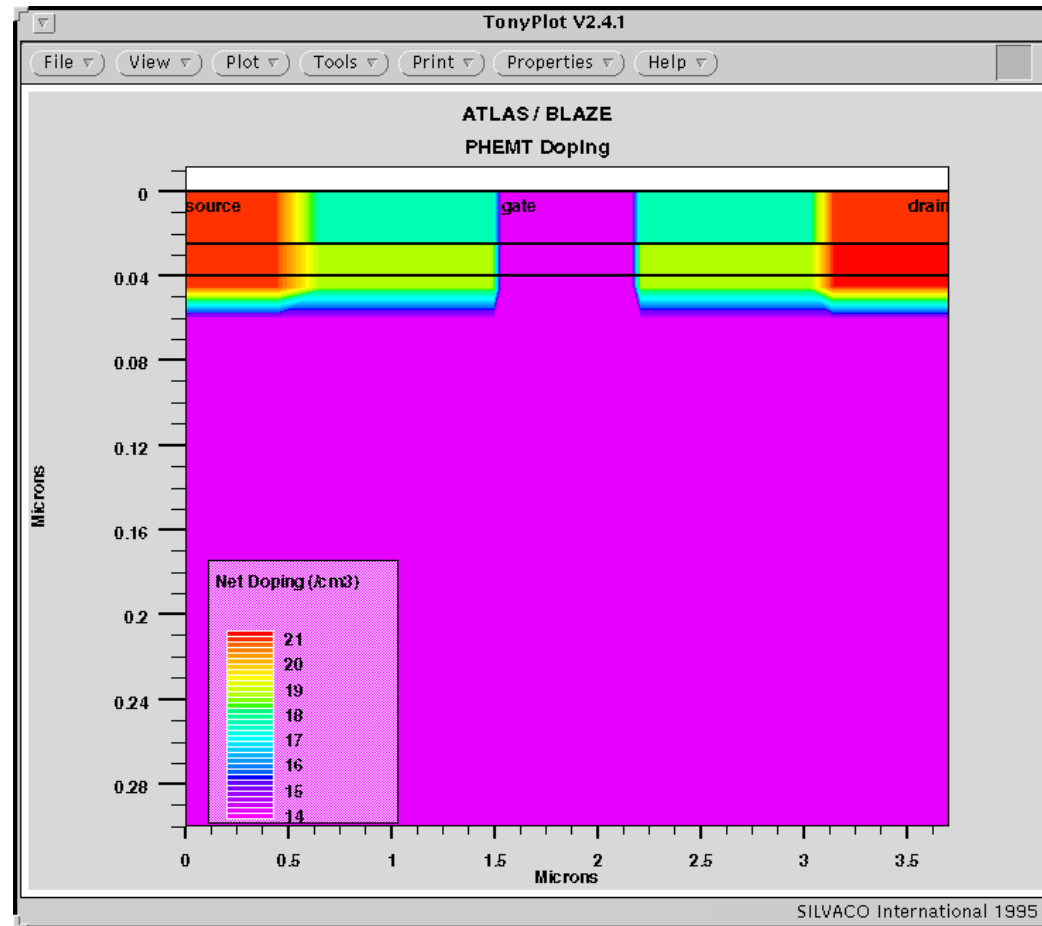 TonyPlot V2.4.1
File View Plot Tools Print Properties Help
ATLAS / BLAZE
PHEMT Doping
0
source gate drain
0.04
0.08
0.12
Microns
0.16
Net Doping (/cm3)
0.2
21
20
19
0.24
18
17
16
0.28
15
14
0 0.5 1 1.5 2 2.5 3 3.5
Microns
SILVACO International 1995